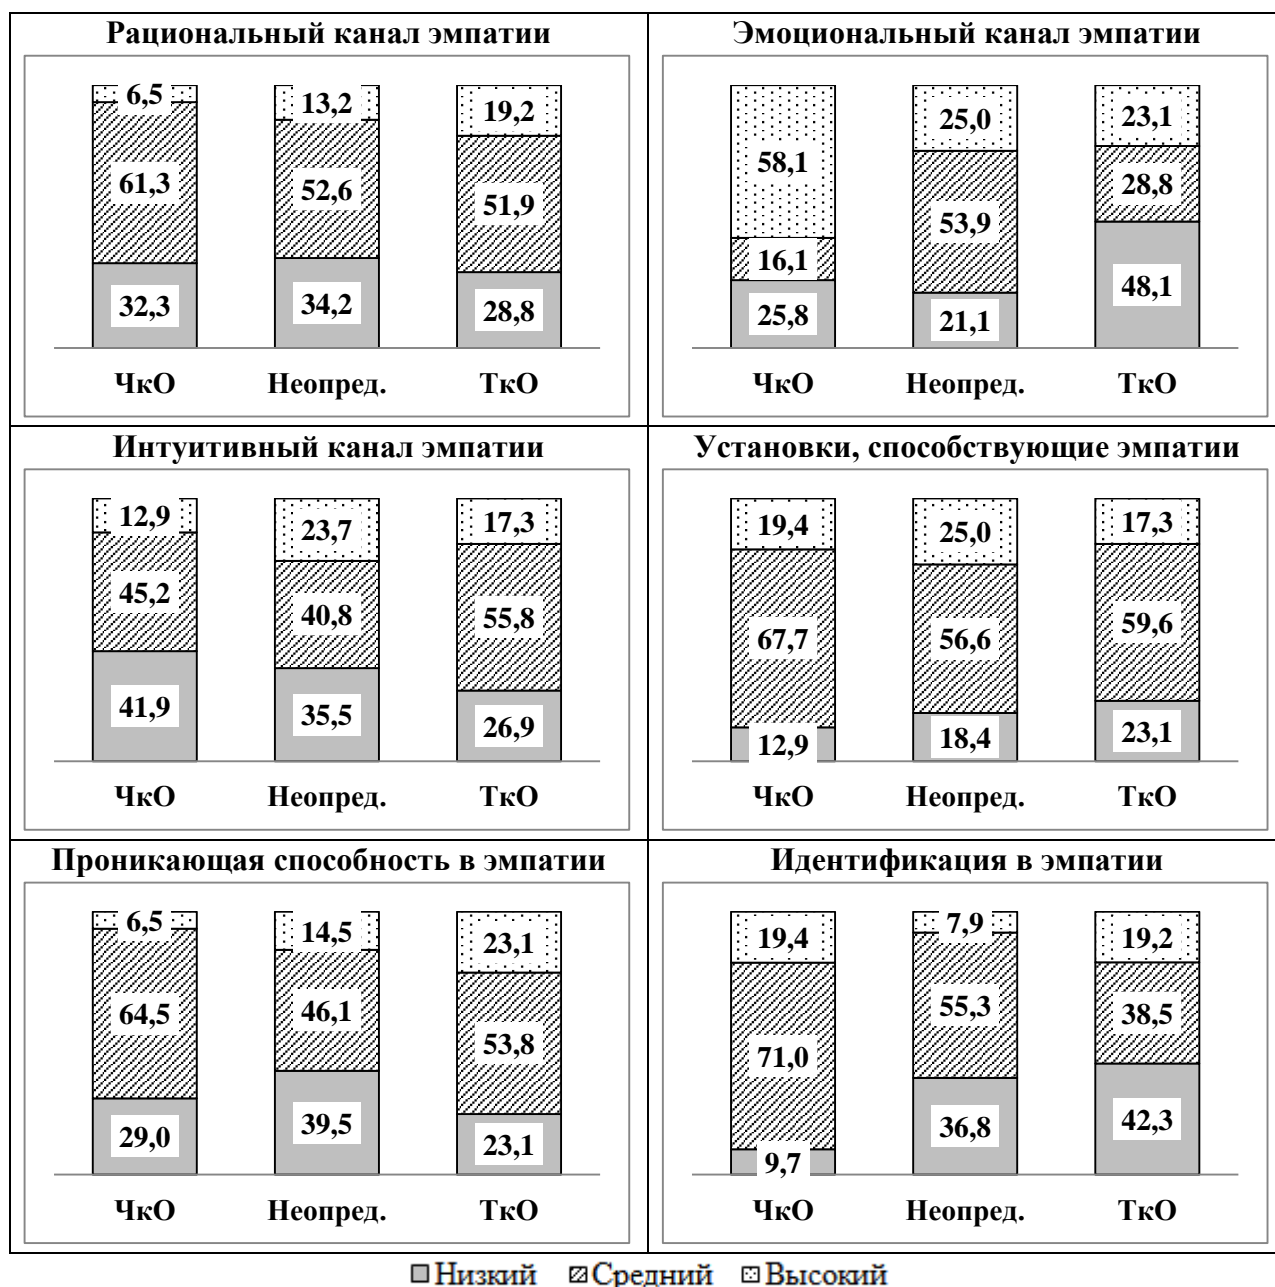 Рациональный канал эмпатии
6,5 13,2 19,2
61,3 52,6 51,9
32,3 34,2 28,8
ЧкО Неопред. ТкО
Эмоциональный канал эмпатии
58,1 25,0 23,1
16,1 53,9 28,8
25,8 21,1 48,1
ЧкО Неопред. ТкО
Интуитивный канал эмпатии
12,9 23,7 17,3
45,2 40,8 55,8
41,9 35,5 26,9
ЧкО Неопред. ТкО
Установки, способствующие эмпатии
19,4 25,0 17,3
67,7 56,6 59,6
12,9 18,4 23,1
ЧкО Неопред. ТкО
Проникающая способность в эмпатии
6,5 14,5 23,1
64,5 46,1 53,8
29,0 39,5 23,1
ЧкО Неопред. ТкО
Идентификация в эмпатии
19,4 7,9 19,2
71,0 55,3 38,5
9,7 36,8 42,3
ЧкО Неопред. ТкО
Низкий Средний Высокий